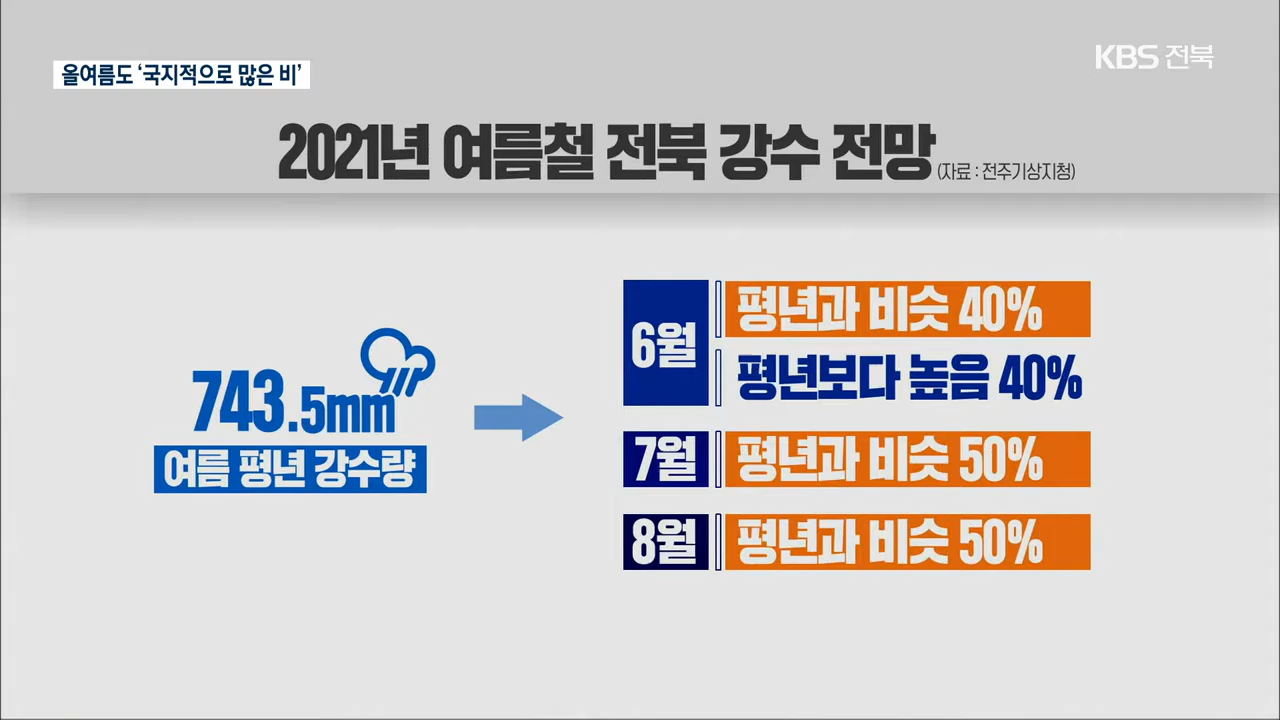 올여름도 ‘국지적으로 많은 비’
KBS 전북
2021년 여름철 전북 강수 전망 (자료 : 전주기상지청)
743.5mm
여름 평년 강수량
6월
평년과 비슷 40%
평년보다 높음 40%
7월 평년과 비슷 50%
8월 평년과 비슷 50%